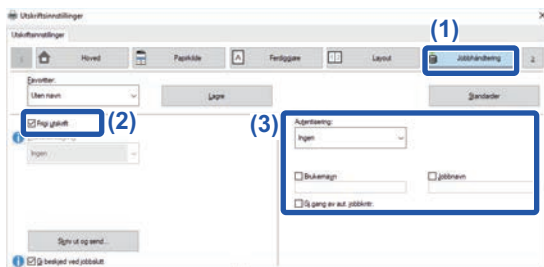 Utskriftsinnstillinger
Utskriftsinnstillinger
(1)
Hoved
Papirkilde
Ferdiggjøre
Layout
Jobbhåndtering
Favoritter:
Uten navn
Lagre
Standarder
(2)
Frigi utskrift
Ingen
(3)
Autentisering:
Ingen
Brukernavn
Jobbnavn
Gj gang av aut. jobbkntr.
Skriv ut og send...
Gi beskjed ved jobbslutt